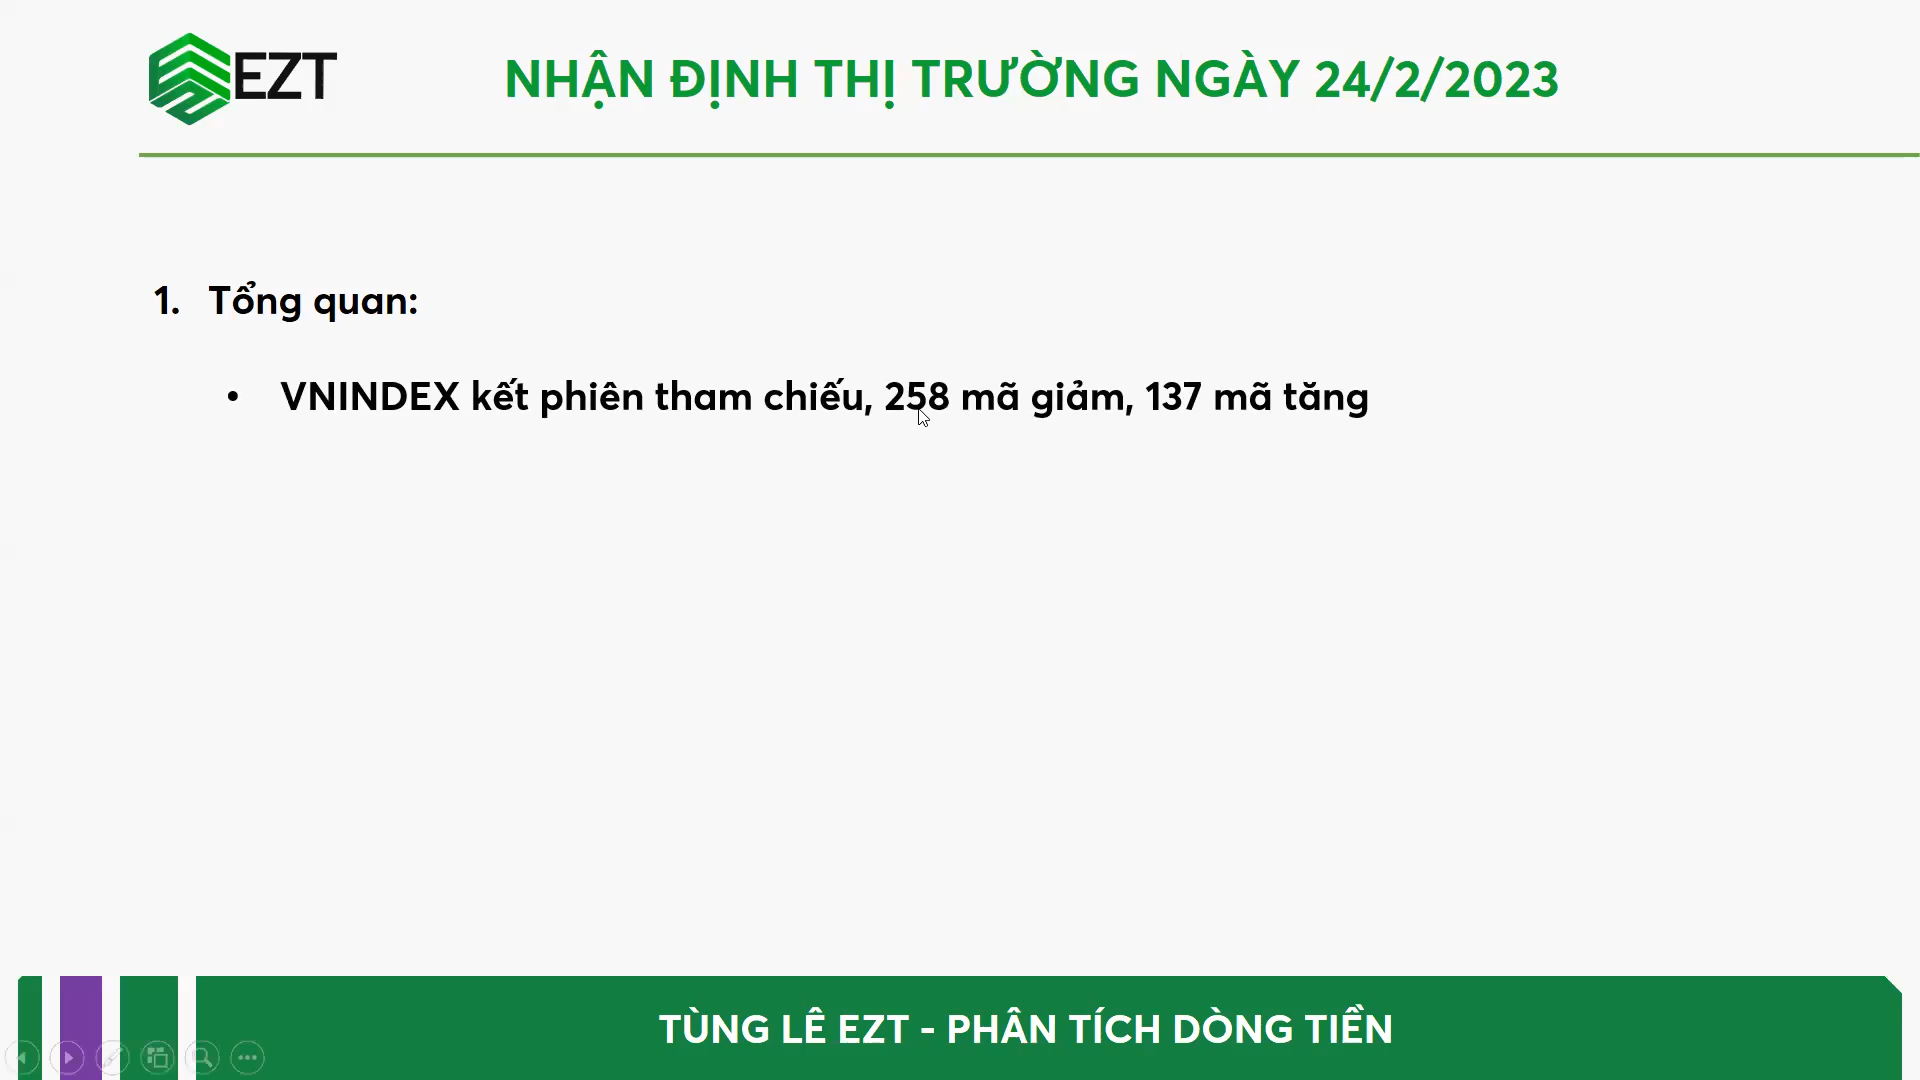 EZT
NHẬN ĐỊNH THỊ TRƯỜNG NGÀY 24/2/2023
1. Tổng quan:
• VNINDEX kết phiên tham chiếu, 258 mã giảm, 137 mã tăng
TÙNG LÊ EZT - PHÂN TÍCH DÒNG TIỀN